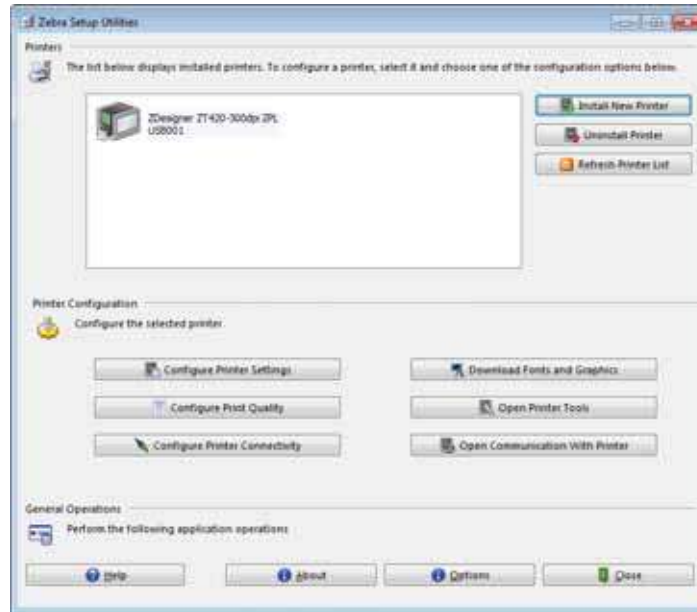 Zebra Setup Utilities
Printers
The list below displays installed printers. To configure a printer, select it and choose one of the configuration options below.
ZDesigner ZT420-300dpi ZPL
USB001
Install New Printer
Uninstall Printer
Refresh Printer List
Printer Configuration
Configure the selected printer
Configure Printer Settings
Download Fonts and Graphics
Configure Print Quality
Open Printer Tools
Configure Printer Connectivity
Open Communication With Printer
General Operations
Perform the following application operations
Help
About
Options
Close